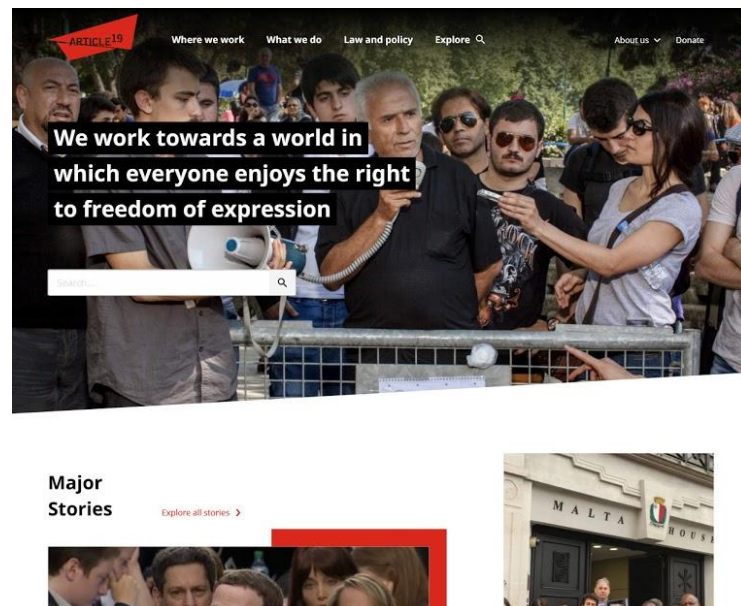 ARTICLE 19
Where we work What we do Law and policy Explore
About us Donate
We work towards a world in
which everyone enjoys the right
to freedom of expression
Search...
Major
Stories
Explore all stories
MALTA HOUSE